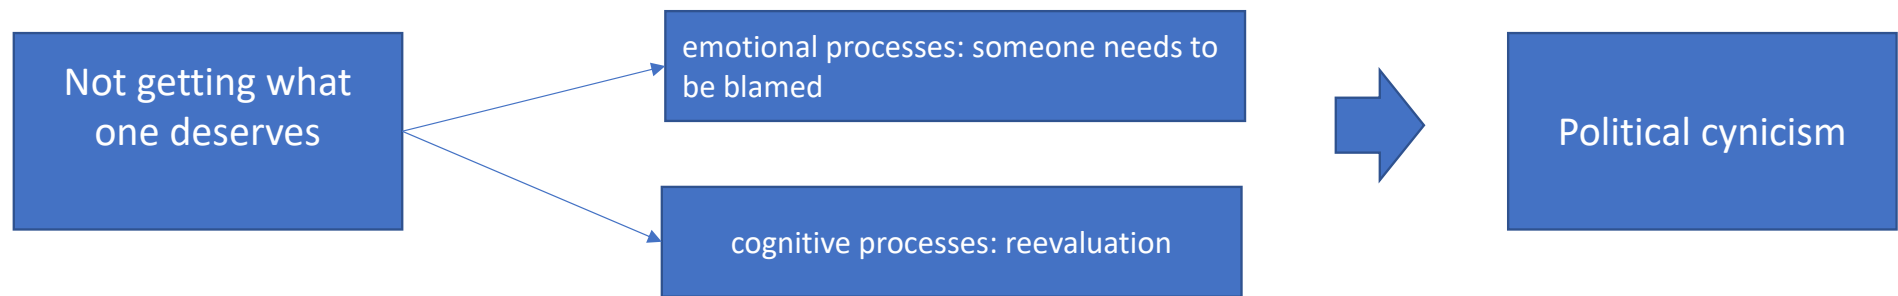 Not getting what
one deserves
emotional processes: someone needs to
be blamed
cognitive processes: reevaluation
Political cynicism